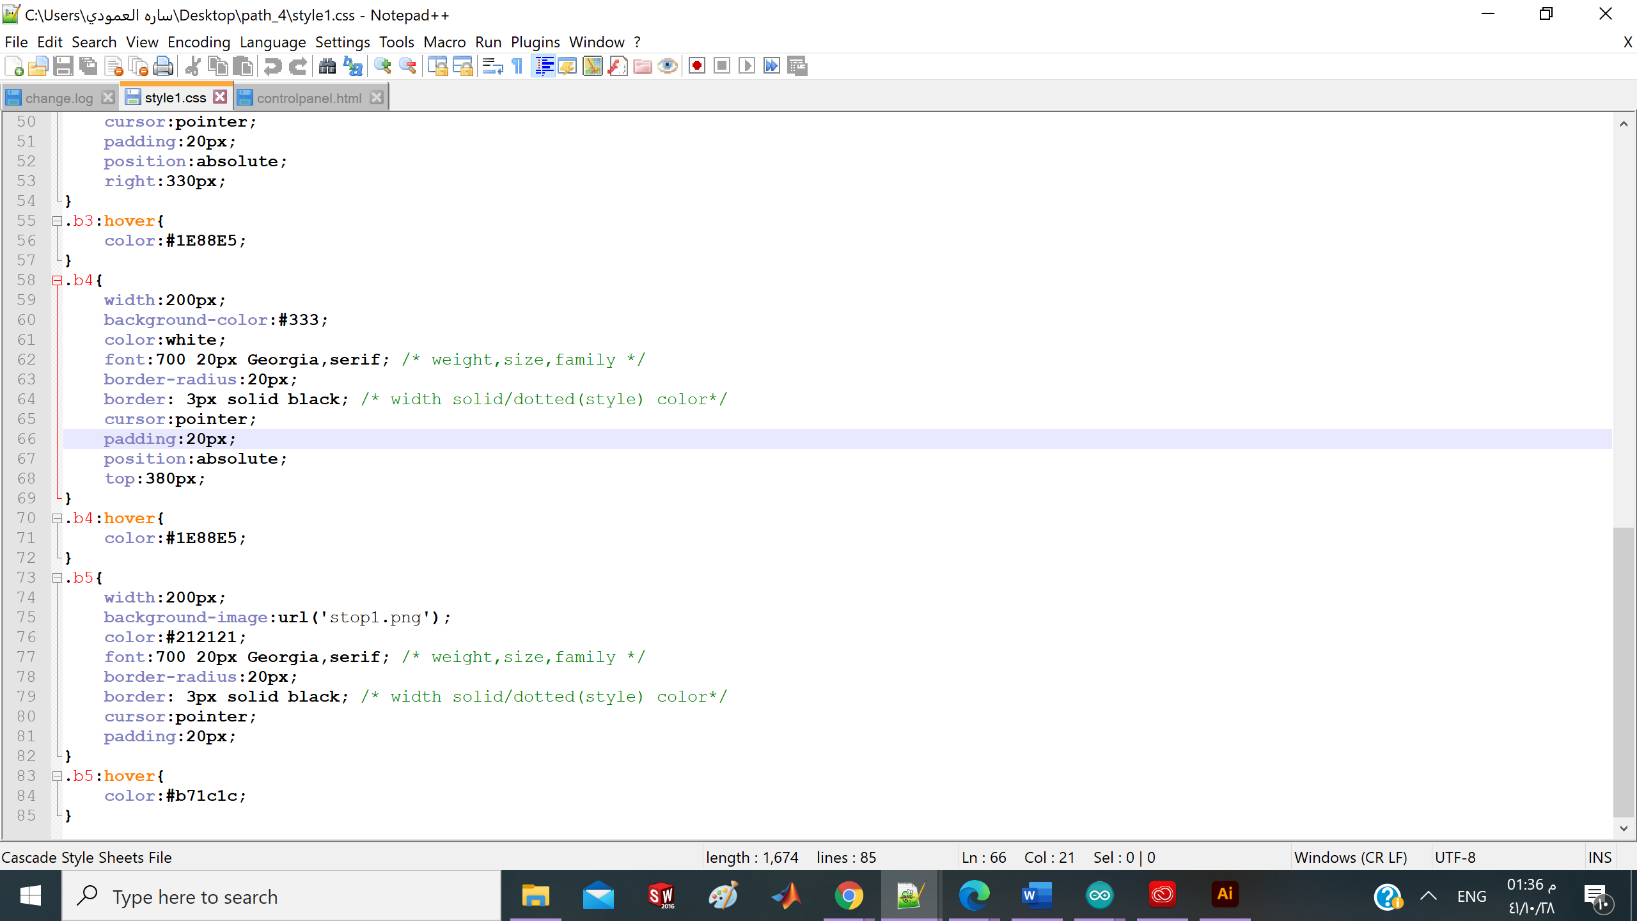 C:\Users\ساره العمودي\Desktop\path_4\style1.css - Notepad++
File Edit Search View Encoding Language Settings Tools Macro Run Plugins Window ? X
change.log style1.css controlpanel.html
50 cursor:pointer;
51 padding:20px;
52 position:absolute;
53 right:330px;
54 }
55 .b3:hover{
56 color:#1E88E5;
57 }
58 .b4{
59 width:200px;
60 background-color:#333;
61 color:white;
62 font:700 20px Georgia,serif; /* weight,size,family */
63 border-radius:20px;
64 border: 3px solid black; /* width solid/dotted(style) color*/
65 cursor:pointer;
66 padding:20px;
67 position:absolute;
68 top:380px;
69 }
70 .b4:hover{
71 color:#1E88E5;
72 }
73 .b5{
74 width:200px;
75 background-image:url('stop1.png');
76 color:#212121;
77 font:700 20px Georgia,serif; /* weight,size,family */
78 border-radius:20px;
79 border: 3px solid black; /* width solid/dotted(style) color*/
80 cursor:pointer;
81 padding:20px;
82 }
83 .b5:hover{
84 color:#b71c1c;
85 }
Cascade Style Sheets File length : 1,674 lines : 85 Ln : 66 Col : 21 Sel : 0 | 0 Windows (CR LF) UTF-8 INS
Type here to search SW 2016 W Ai ENG 01:36 م
٤١/١٠/٢٨